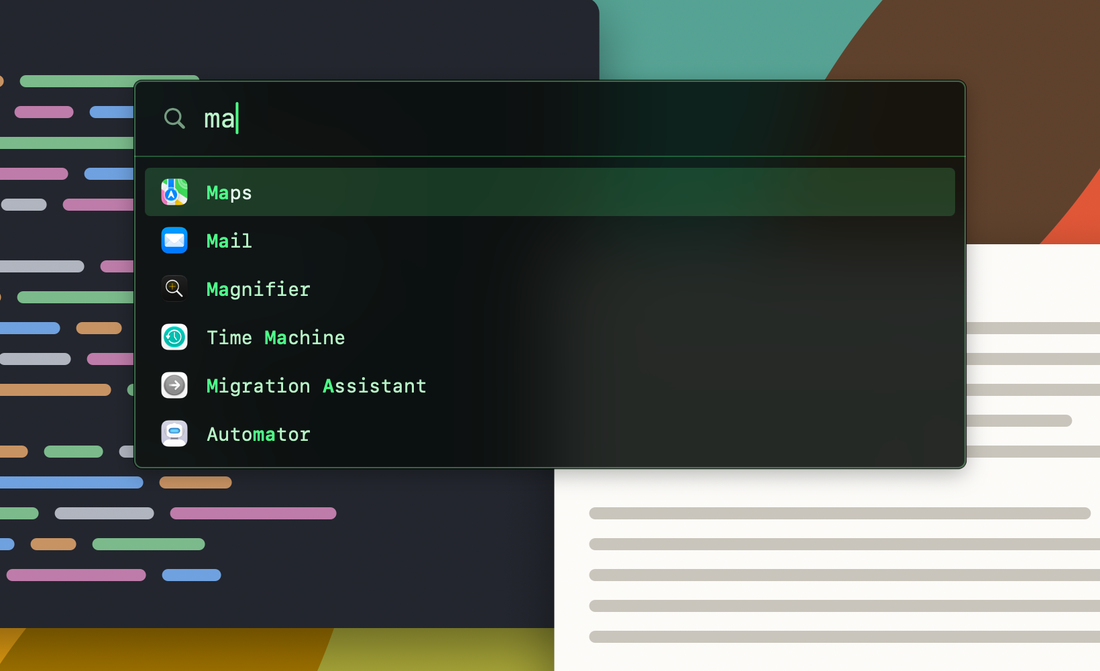 ma
Maps
Mail
Magnifier
Time Machine
Migration Assistant
Automator